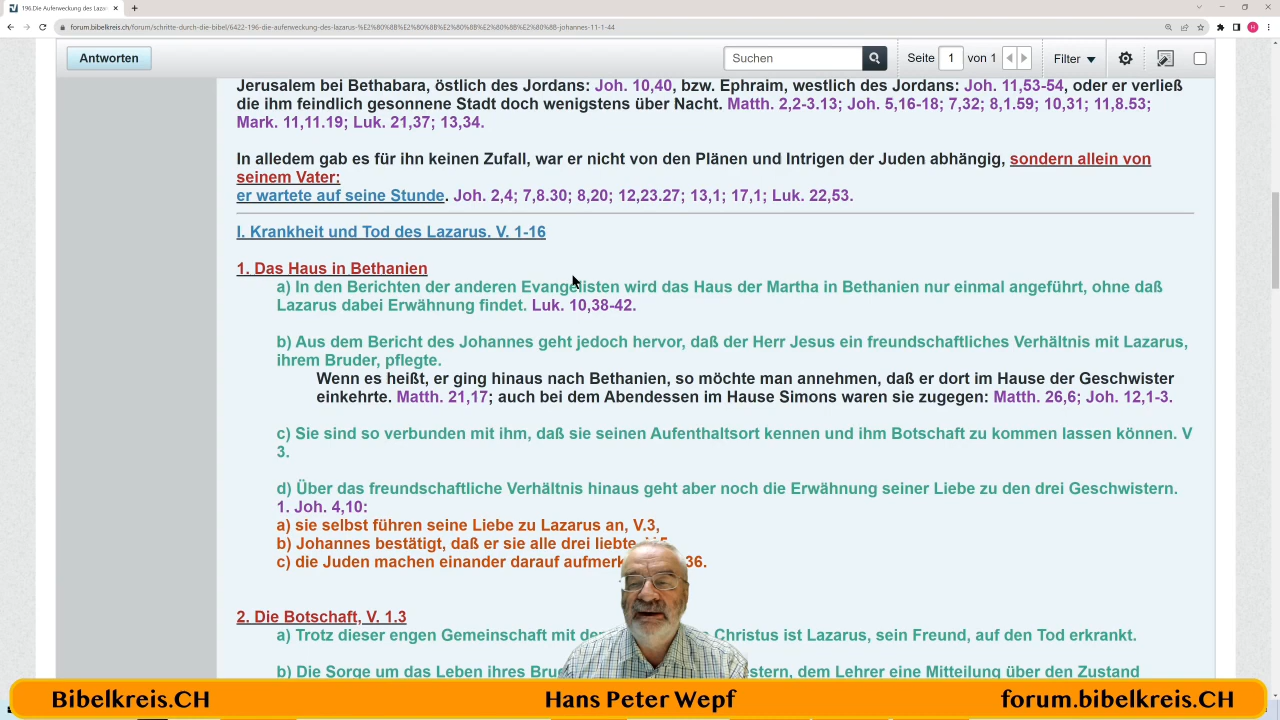 196.Die Auferweckung des Lazar
forum.bibelkreis.ch/forum/schritte-durch-die-bibel/6422-196-die-auferweckung-des-lazarus-%E2%80%8B%E2%80%8B%E2%80%8B%E2%80%8B%E2%80%8B%E2%80%8B-johannes-11-1-44
Antworten Suchen Seite 1 von 1 Filter
Jerusalem bei Bethabara, östlich des Jordans: Joh. 10,40, bzw. Ephraim, westlich des Jordans: Joh. 11,53-54, oder er verließ
die ihm feindlich gesonnene Stadt doch wenigstens über Nacht. Matth. 2,2-3.13; Joh. 5,16-18; 7,32; 8,1.59; 10,31; 11,8.53;
Mark. 11,11.19; Luk. 21,37; 13,34.
In alledem gab es für ihn keinen Zufall, war er nicht von den Plänen und Intrigen der Juden abhängig, sondern allein von
seinem Vater:
er wartete auf seine Stunde. Joh. 2,4; 7,8.30; 8,20; 12,23.27; 13,1; 17,1; Luk. 22,53.
I. Krankheit und Tod des Lazarus. V. 1-16
1. Das Haus in Bethanien
a) In den Berichten der anderen Evangelisten wird das Haus der Martha in Bethanien nur einmal angeführt, ohne daß
Lazarus dabei Erwähnung findet. Luk. 10,38-42.
b) Aus dem Bericht des Johannes geht jedoch hervor, daß der Herr Jesus ein freundschaftliches Verhältnis mit Lazarus,
ihrem Bruder, pflegte.
Wenn es heißt, er ging hinaus nach Bethanien, so möchte man annehmen, daß er dort im Hause der Geschwister
einkehrte. Matth. 21,17; auch bei dem Abendessen im Hause Simons waren sie zugegen: Matth. 26,6; Joh. 12,1-3.
c) Sie sind so verbunden mit ihm, daß sie seinen Aufenthaltsort kennen und ihm Botschaft zu kommen lassen können. V
3.
d) Über das freundschaftliche Verhältnis hinaus geht aber noch die Erwähnung seiner Liebe zu den drei Geschwistern.
1. Joh. 4,10:
a) sie selbst führen seine Liebe zu Lazarus an, V.3,
b) Johannes bestätigt, daß er sie alle drei liebte
c) die Juden machen einander darauf aufmerk 36.
2. Die Botschaft, V. 1.3
a) Trotz dieser engen Gemeinschaft mit de Christus ist Lazarus, sein Freund, auf den Tod erkrankt.
b) Die Sorge um das Leben ihres Bru stern, dem Lehrer eine Mitteilung über den Zustand
Bibelkreis.CH Hans Peter Wepf forum.bibelkreis.CH